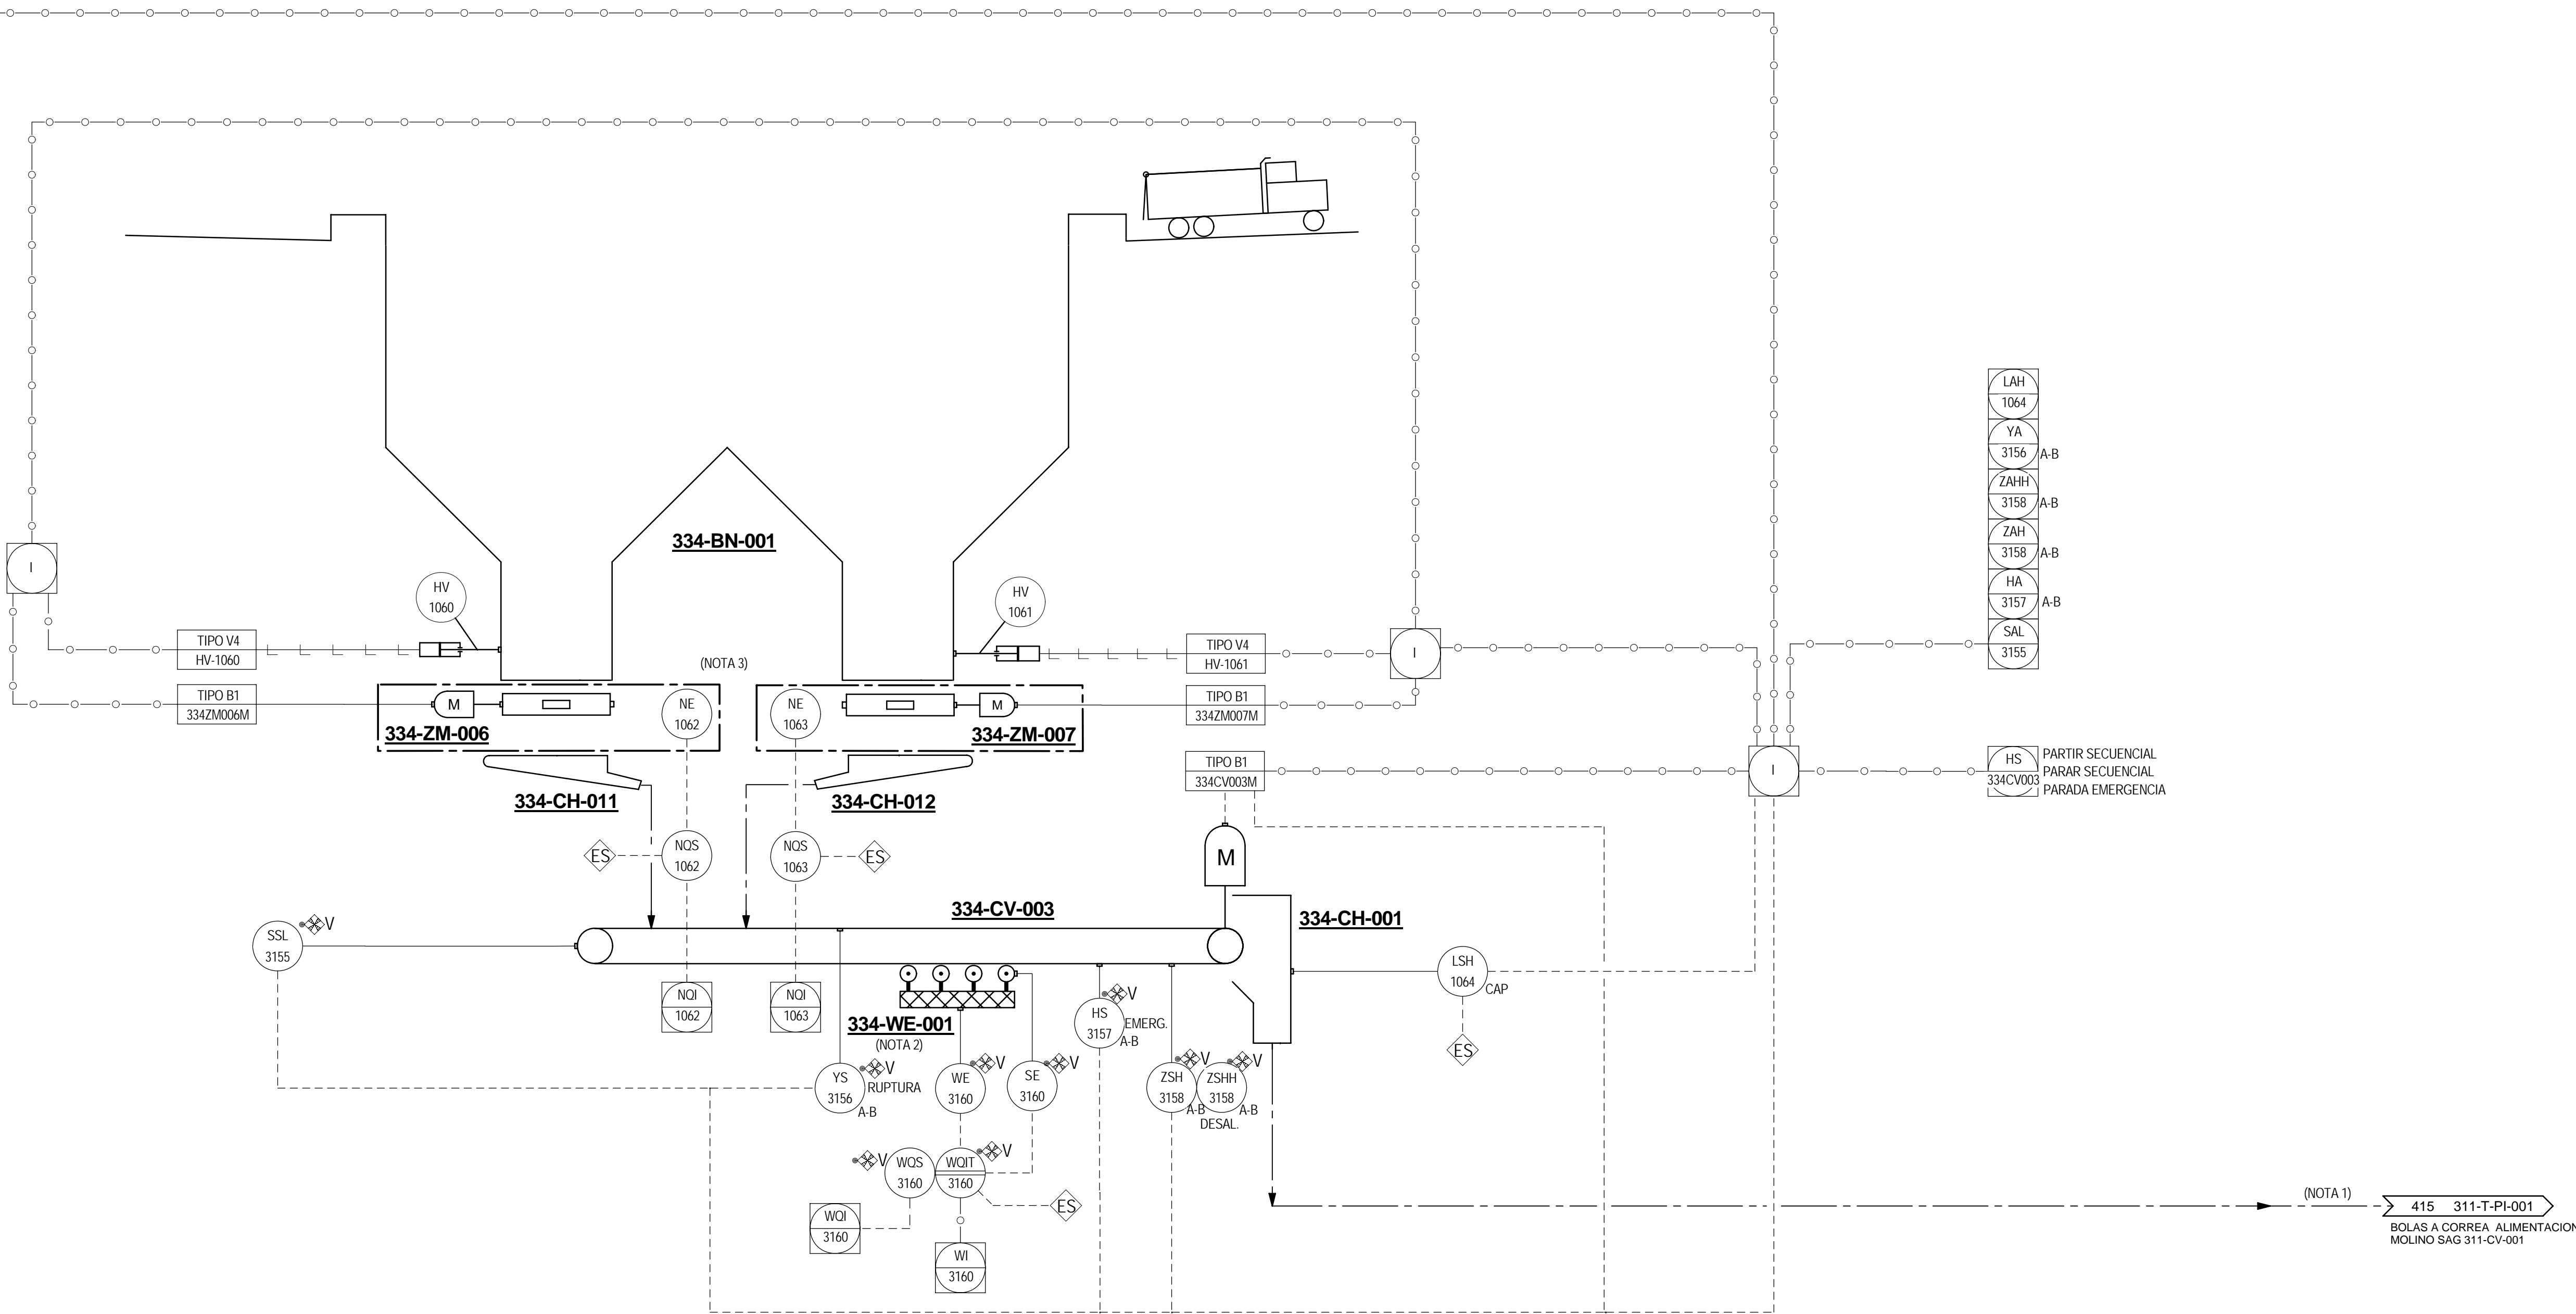 LAH
1064
YA
3156 A-B
ZAHH
3158 A-B
ZAH
3158 A-B
HA
3157 A-B
SAL
3155
334-BN-001
I
HV
1060
HV
1061
TIPO V4
HV-1060
TIPO V4
HV-1061
I
(NOTA 3)
TIPO B1
334ZM006M
M
NE
1062
NE
1063
M
TIPO B1
334ZM007M
334-ZM-006
334-ZM-007
TIPO B1
334CV003M
I
HS
334CV003
PARTIR SECUENCIAL
PARAR SECUENCIAL
PARADA EMERGENCIA
334-CH-011
334-CH-012
ES
NQS
1062
NQS
1063
ES
M
334-CV-003
334-CH-001
SSL
3155
V
LSH
1064
CAP
NQI
1062
NQI
1063
334-WE-001
(NOTA 2)
V
HS
3157
EMERG.
A-B
ES
YS
3156
V
RUPTURA
A-B
WE
3160
V
SE
3160
V
ZSH
3158
V
A-B
ZSHH
3158
V
A-B
DESAL.
V
WQS
3160
WQIT
3160
V
ES
WQI
3160
WI
3160
(NOTA 1)
415 311-T-PI-001
BOLAS A CORREA ALIMENTACION
MOLINO SAG 311-CV-001